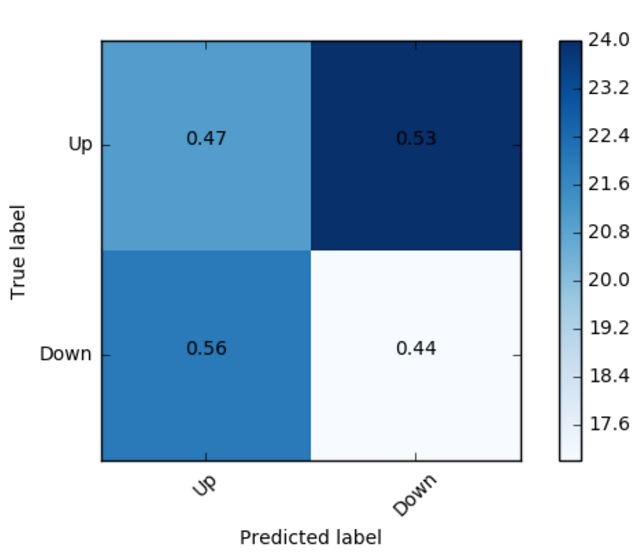 24.0
23.2
22.4
21.6
20.8
20.0
19.2
18.4
17.6
True label
Up
0.47
0.53
Down
0.56
0.44
Up
Down
Predicted label